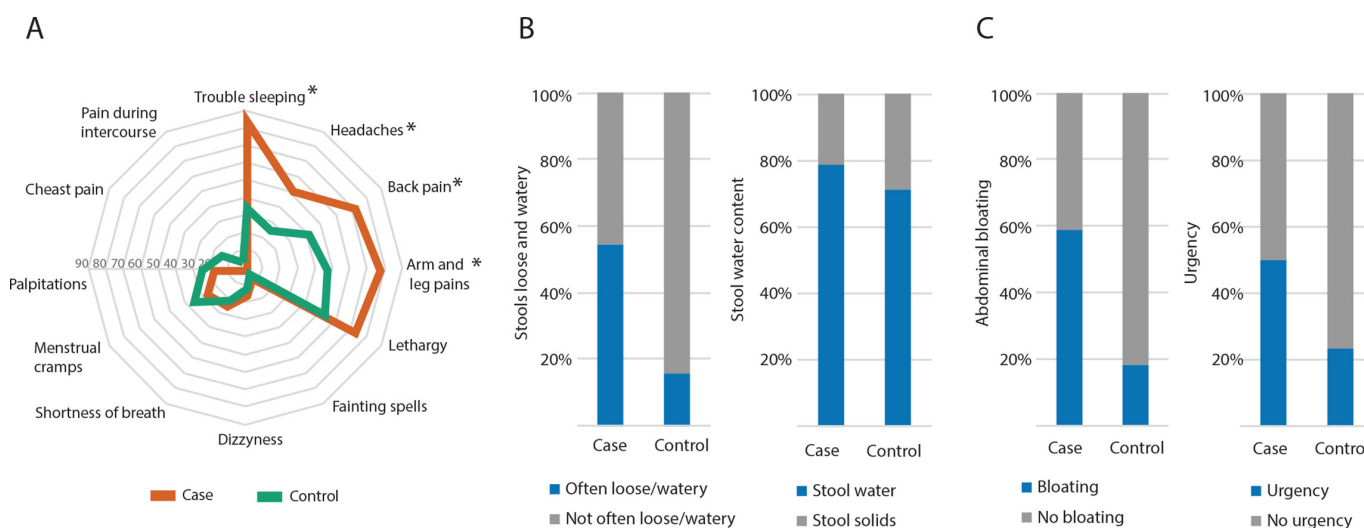 A
B
C
Trouble sleeping*
Pain during
intercourse
Headaches*
Cheast pain
Back pain*
90 80 70 60 50 40 30 20
Palpitations
Arm and *
leg pains
Menstrual
cramps
Lethargy
Shortness of breath
Fainting spells
Dizzyness
Case
Control
Stools loose and watery
100%
80%
60%
40%
20%
Case Control
Often loose/watery
Not often loose/watery
Stool water content
100%
80%
60%
40%
20%
Case Control
Stool water
Stool solids
Abdominal bloating
100%
80%
60%
40%
20%
Case Control
Bloating
No bloating
Urgency
100%
80%
60%
40%
20%
Case Control
Urgency
No urgency